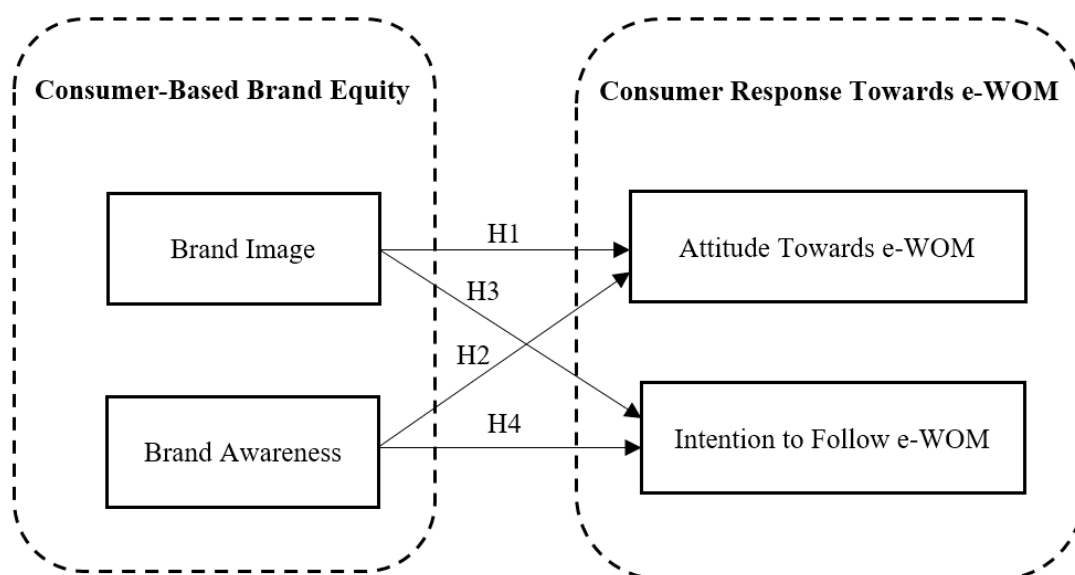 Consumer-Based Brand Equity
Consumer Response Towards e-WOM
Brand Image
H1
Attitude Towards e-WOM
H3
H2
Brand Awareness
H4
Intention to Follow e-WOM